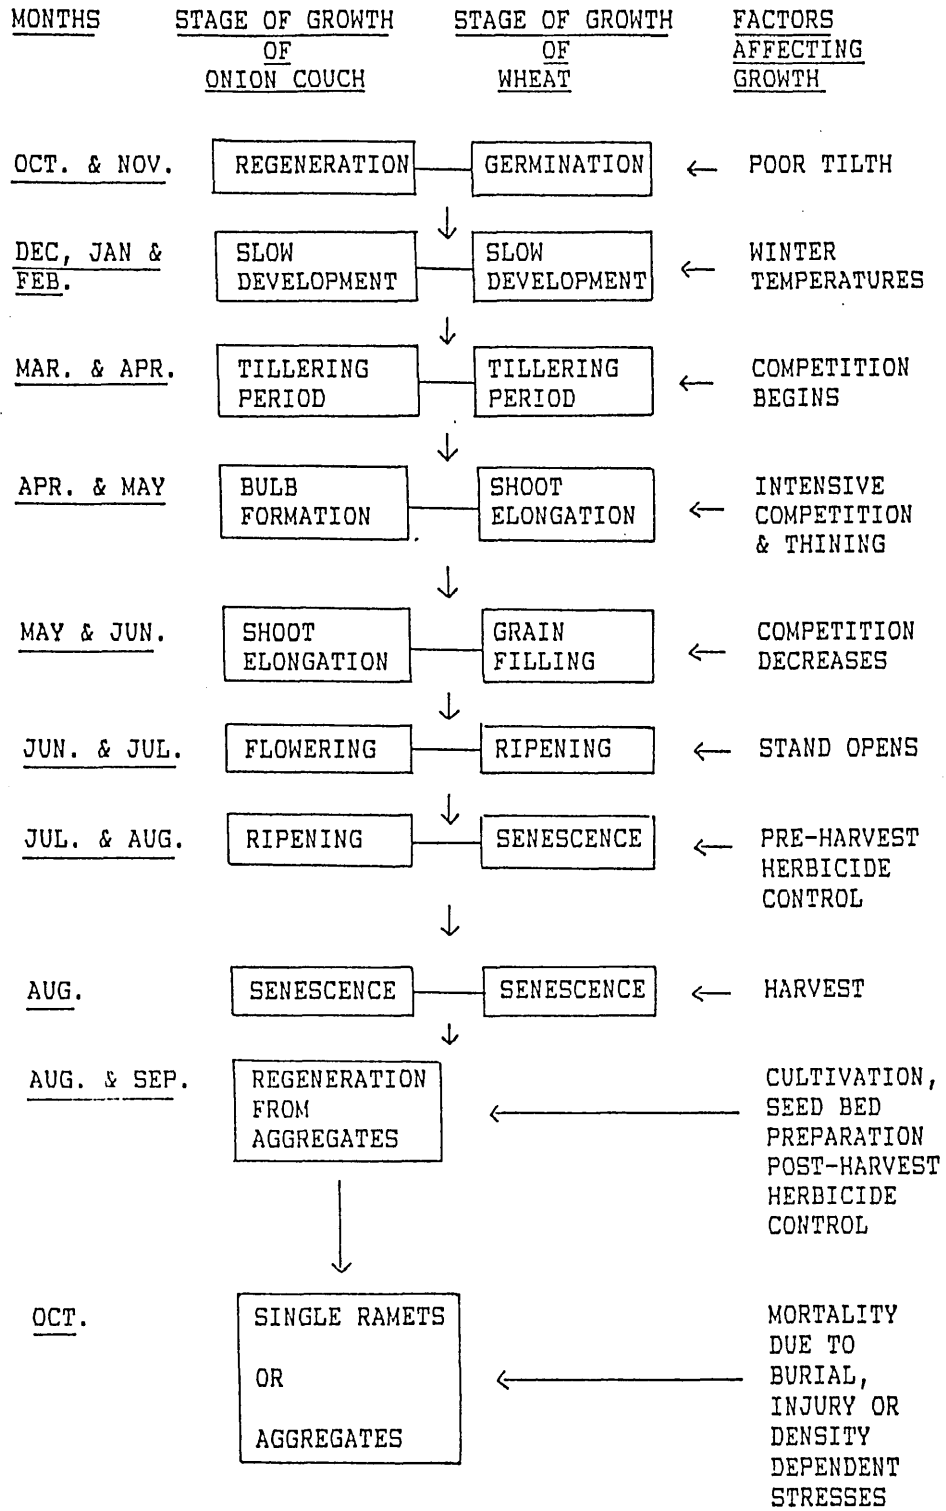 MONTHS STAGE OF GROWTH STAGE OF GROWTH FACTORS
OF OF AFFECTING
ONION COUCH WHEAT GROWTH
OCT. & NOV. REGENERATION GERMINATION POOR TILTH
DEC, JAN & SLOW SLOW WINTER
FEB. DEVELOPMENT DEVELOPMENT TEMPERATURES
MAR. & APR. TILLERING TILLERING COMPETITION
PERIOD PERIOD BEGINS
APR. & MAY BULB SHOOT INTENSIVE
FORMATION ELONGATION COMPETITION
& THINING
MAY & JUN. SHOOT GRAIN COMPETITION
ELONGATION FILLING DECREASES
JUN. & JUL. FLOWERING RIPENING STAND OPENS
JUL. & AUG. RIPENING SENESCENCE PRE-HARVEST
HERBICIDE
CONTROL
AUG. SENESCENCE SENESCENCE HARVEST
AUG. & SEP. REGENERATION CULTIVATION,
FROM SEED BED
AGGREGATES PREPARATION
POST-HARVEST
HERBICIDE
CONTROL
OCT. SINGLE RAMETS MORTALITY
DUE TO
OR BURIAL,
INJURY OR
AGGREGATES DENSITY
DEPENDENT
STRESSES